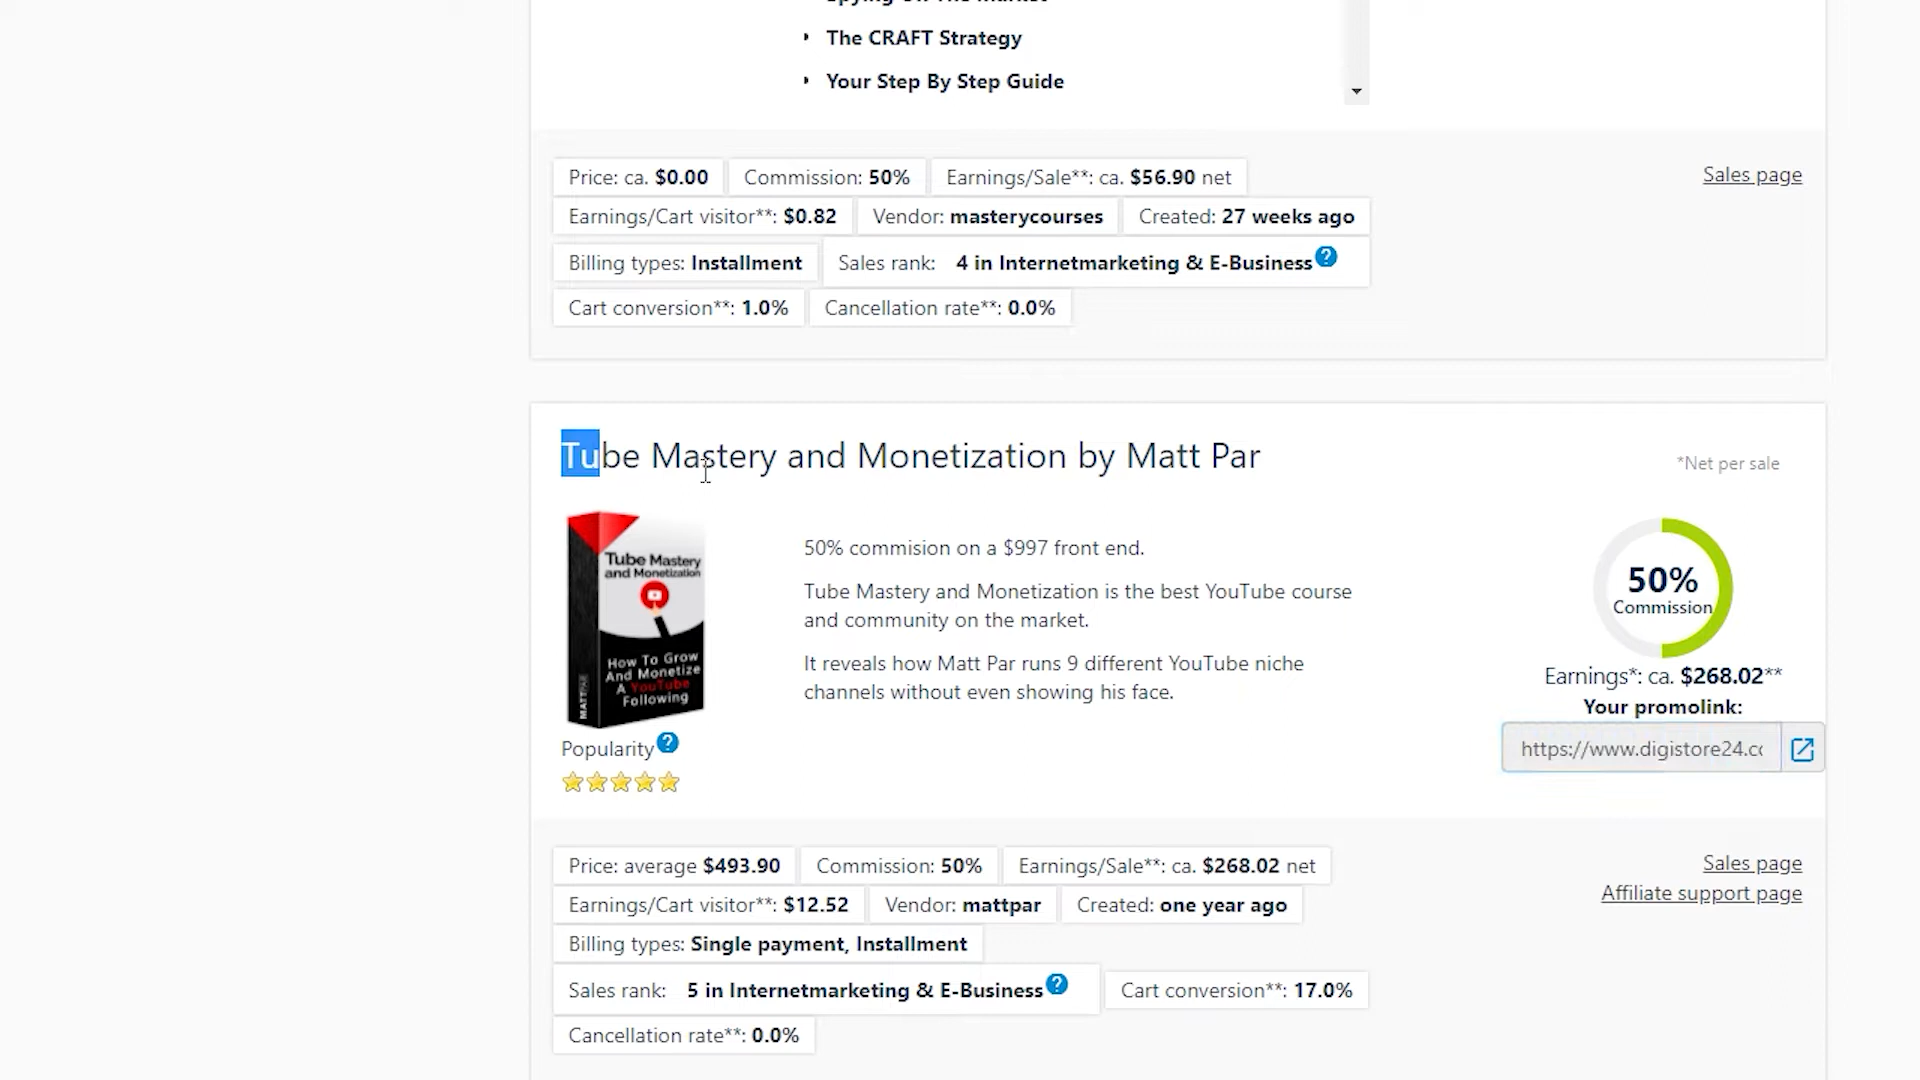 The CRAFT Strategy
Your Step By Step Guide
Price: ca. $0.00 Commission: 50% Earnings/Sale**: ca. $56.90 net Sales page
Earnings/Cart visitor**: $0.82 Vendor: masterycourses Created: 27 weeks ago
Billing types: Installment Sales rank: 4 in Internetmarketing & E-Business ?
Cart conversion**: 1.0% Cancellation rate**: 0.0%
Tube Mastery and Monetization by Matt Par
*Net per sale
Tube Mastery
and Monetization
How To Grow
And Monetize
A YouTube
Following
MATT PAR
Popularity ?
50% commision on a $997 front end.
Tube Mastery and Monetization is the best YouTube course
and community on the market.
It reveals how Matt Par runs 9 different YouTube niche
channels without even showing his face.
50%
Commission
Earnings*: ca. $268.02**
Your promolink:
https://www.digistore24.cc
Price: average $493.90 Commission: 50% Earnings/Sale**: ca. $268.02 net Sales page
Earnings/Cart visitor**: $12.52 Vendor: mattpar Created: one year ago Affiliate support page
Billing types: Single payment, Installment
Sales rank: 5 in Internetmarketing & E-Business ? Cart conversion**: 17.0%
Cancellation rate**: 0.0%